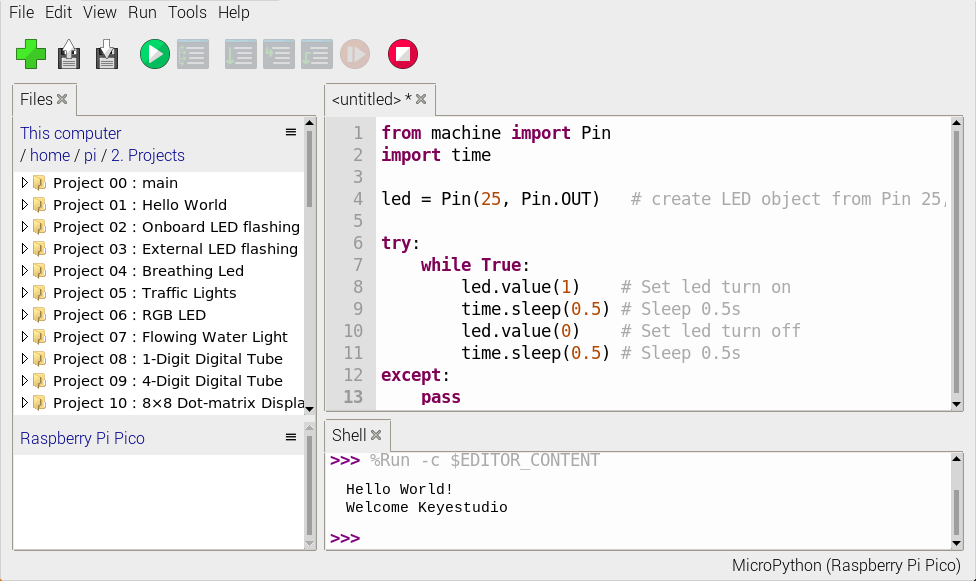 File Edit View Run Tools Help
Files
This computer
/ home / pi / 2. Projects
Project 00 : main
Project 01 : Hello World
Project 02 : Onboard LED flashing
Project 03 : External LED flashing
Project 04 : Breathing Led
Project 05 : Traffic Lights
Project 06 : RGB LED
Project 07 : Flowing Water Light
Project 08 : 1-Digit Digital Tube
Project 09 : 4-Digit Digital Tube
Project 10 : 8×8 Dot-matrix Displa
Raspberry Pi Pico
<untitled> *
1 from machine import Pin
2 import time
3
4 led = Pin(25, Pin.OUT)   # create LED object from Pin 25,
5
6 try:
7     while True:
8         led.value(1)    # Set led turn on
9         time.sleep(0.5) # Sleep 0.5s
10         led.value(0)    # Set led turn off
11         time.sleep(0.5) # Sleep 0.5s
12 except:
13     pass
Shell
>>> %Run -c $EDITOR_CONTENT
Hello World!
Welcome Keyestudio
>>>
MicroPython (Raspberry Pi Pico)